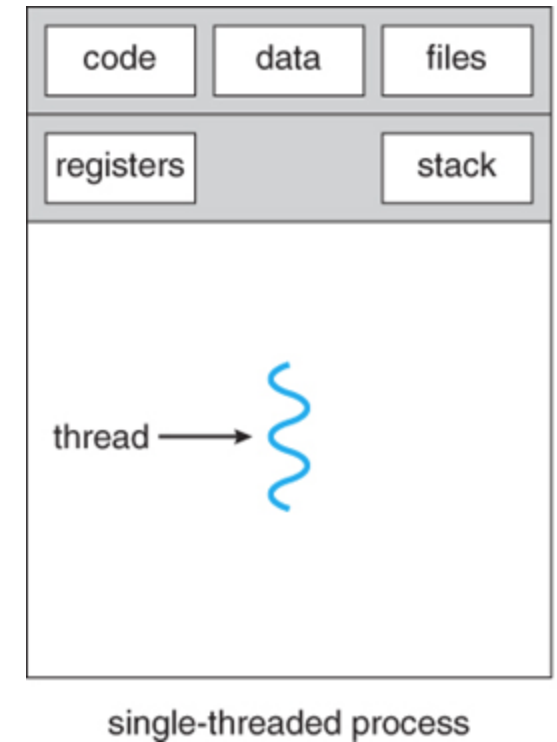 code data files
registers stack
thread
single-threaded process